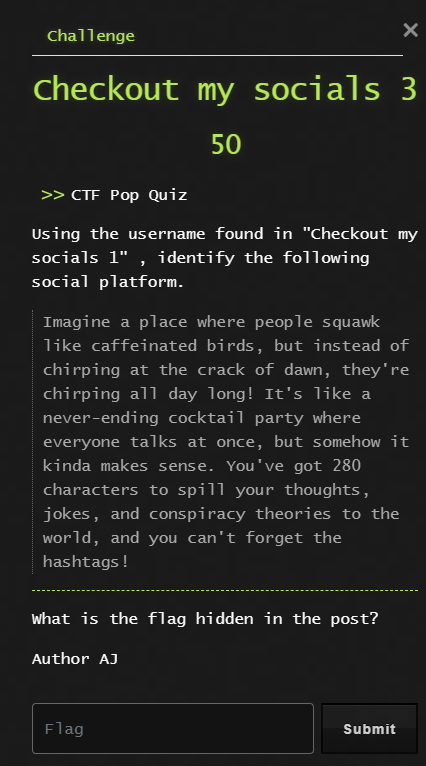 Challenge
×
Checkout my socials 3
50
>> CTF Pop Quiz
Using the username found in "Checkout my
socials 1" , identify the following
social platform.
Imagine a place where people squawk
like caffeinated birds, but instead of
chirping at the crack of dawn, they're
chirping all day long! It's like a
never-ending cocktail party where
everyone talks at once, but somehow it
kinda makes sense. You've got 280
characters to spill your thoughts,
jokes, and conspiracy theories to the
world, and you can't forget the
hashtags!
What is the flag hidden in the post?
Author AJ
Flag
Submit